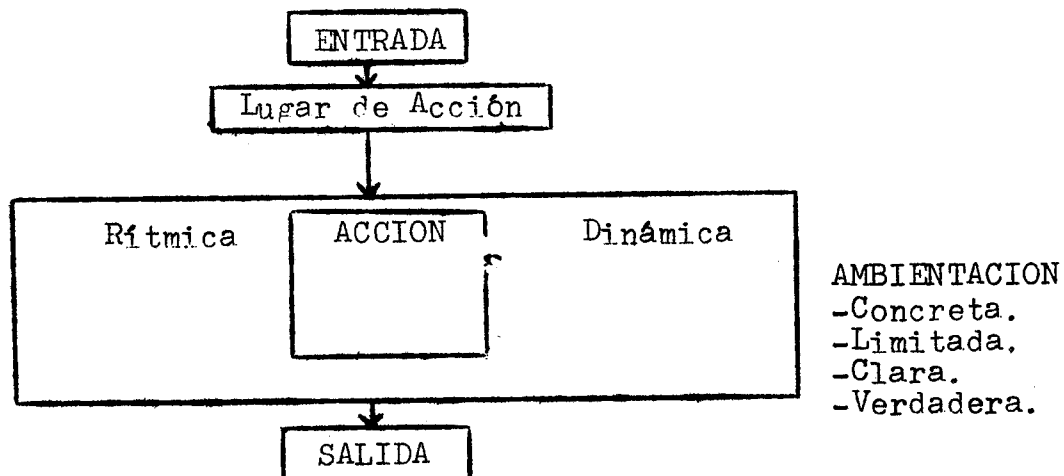 ENTRADA
Lugar de Acción
Rítmica ACCION Dinámica
AMBIENTACION
-Concreta.
-Limitada.
-Clara.
-Verdadera.
SALIDA